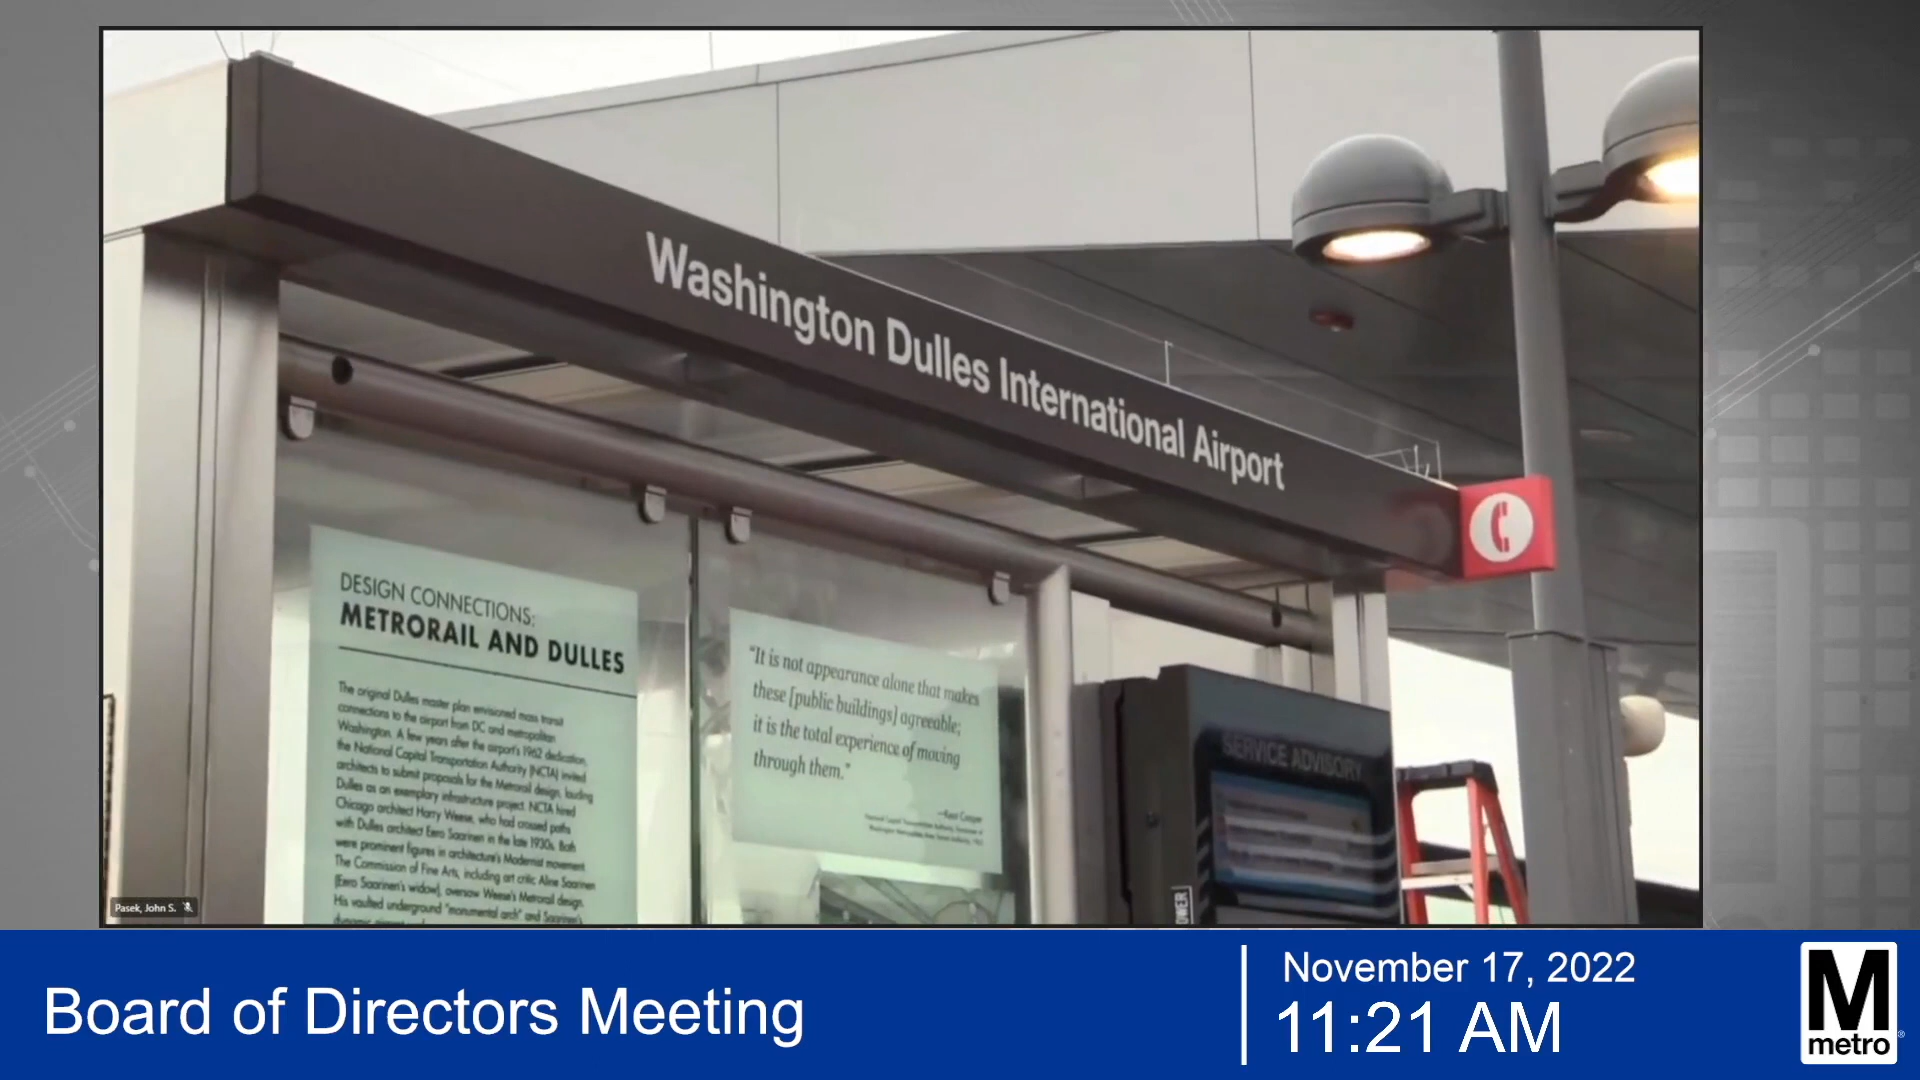 Washington Dulles International Airport
DESIGN CONNECTIONS:
METRORAIL AND DULLES
The original Dulles master plan envisioned mass transit
connections to the airport from DC and metropolitan
Washington. A few years after the airport's 1962 dedication,
the National Capital Transportation Authority (NCTA) invited
architects to submit proposals for the Metrorail design, lauding
Dulles as an exemplary infrastructure project. NCTA hired
Chicago architect Harry Weese, who had crossed paths
with Dulles architect Eero Saarinen in the late 1930s. Both
were prominent figures in architecture's Modernist movement.
The Commission of Fine Arts, including art critic Aline Saarinen
(Eero Saarinen's widow), oversaw Weese's Metrorail design.
His vaulted underground "monumental arch" and Saarinen's
"It is not appearance alone that makes
these [public buildings] agreeable;
it is the total experience of moving
through them."
SERVICE ADVISORY
Pasek, John S.
Board of Directors Meeting
November 17, 2022
11:21 AM
M
metro